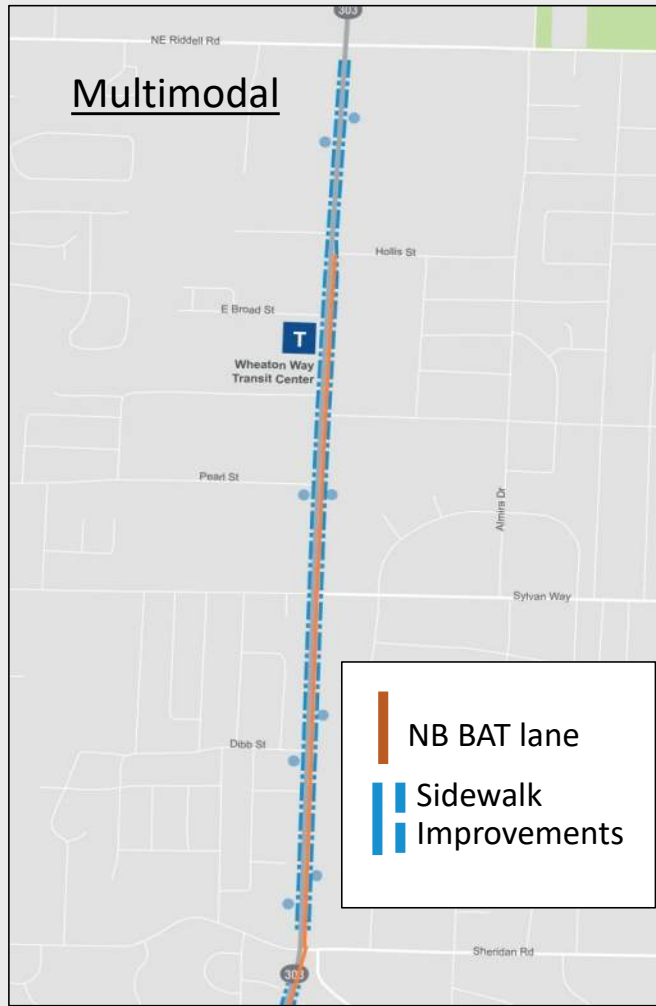 303
NE Riddell Rd
Multimodal
Hollis St
E Broad St
T
Wheaton Way
Transit Center
Pearl St
Almira Dr
Sylvan Way
NB BAT lane
Dibb St
Sidewalk
Improvements
Sheridan Rd
303